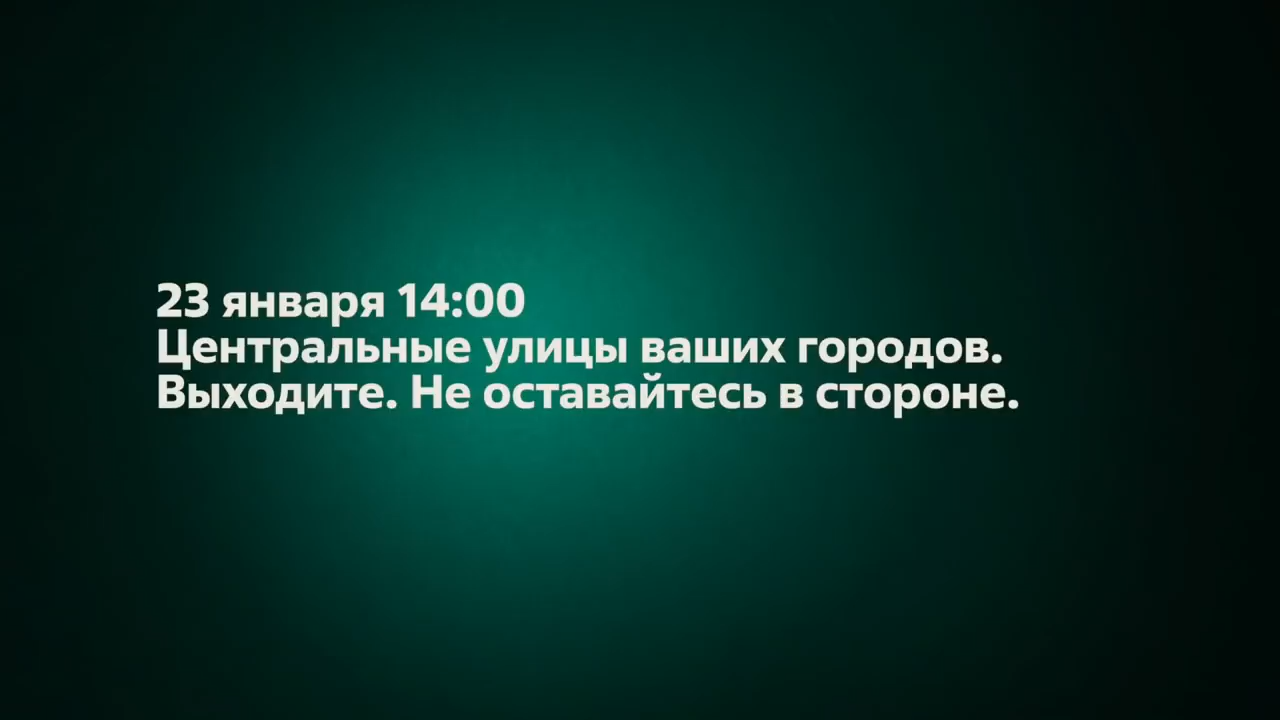 23 января 14:00
Центральные улицы ваших городов.
Выходите. Не оставайтесь в стороне.